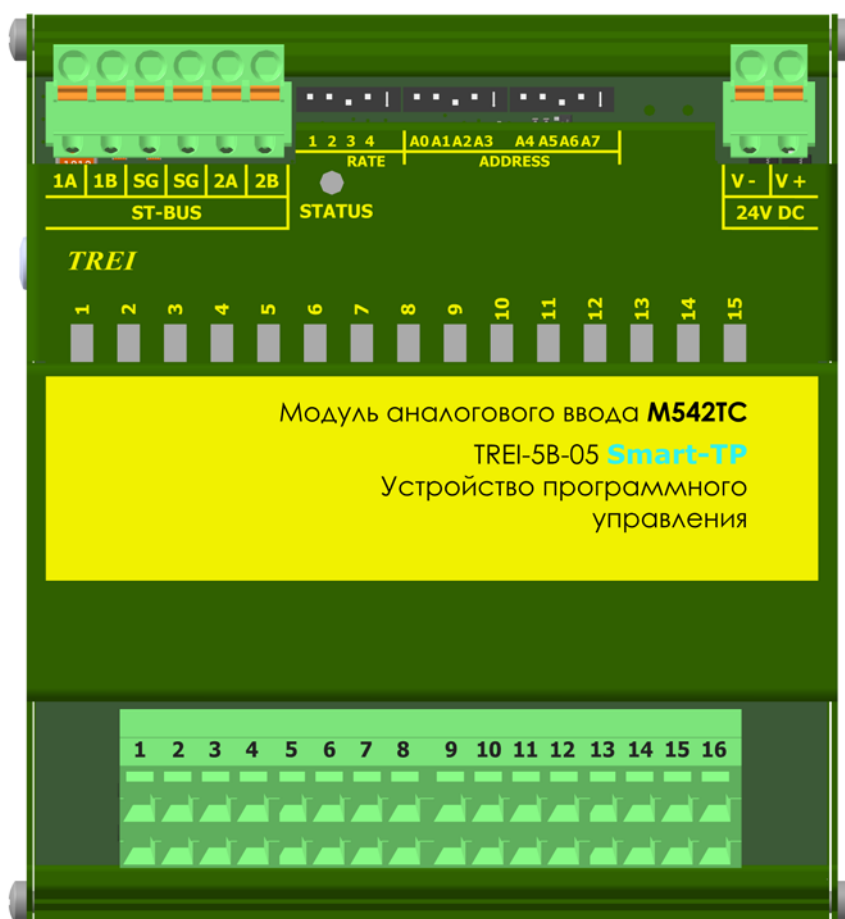 1 2 3 4 A0 A1 A2 A3 A4 A5 A6 A7
RATE ADDRESS
1A 1B SG SG 2A 2B V - V +
ST-BUS STATUS 24V DC
TREI
1 2 3 4 5 6 7 8 9 10 11 12 13 14 15
Модуль аналогового ввода M542TC
TREI-5B-05 Smart-TP
Устройство программного
управления
1 2 3 4 5 6 7 8 9 10 11 12 13 14 15 16